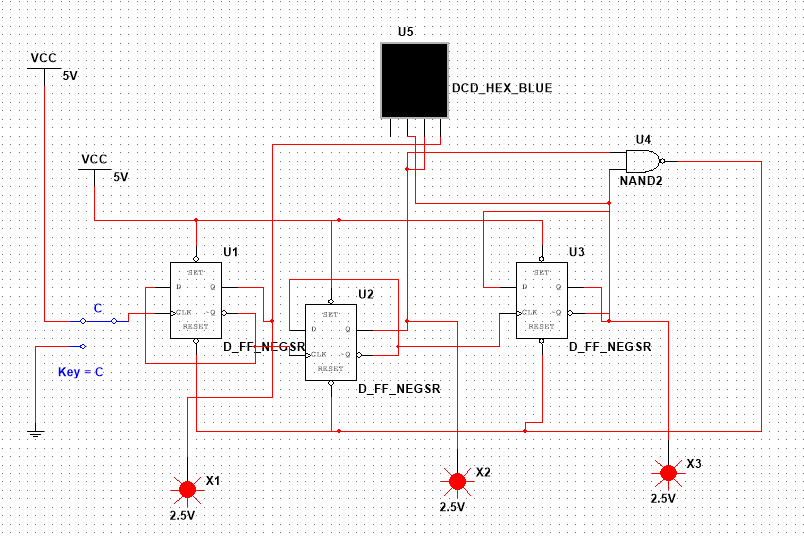 U5
VCC
5V
DCD_HEX_BLUE
U4
NAND2
VCC
5V
U1
SET
D Q
CLK ~Q
RESET
D_FF_NEGSR
U2
SET
D Q
CLK ~Q
RESET
D_FF_NEGSR
U3
SET
D Q
CLK ~Q
RESET
D_FF_NEGSR
C
Key = C
X1
2.5V
X2
2.5V
X3
2.5V